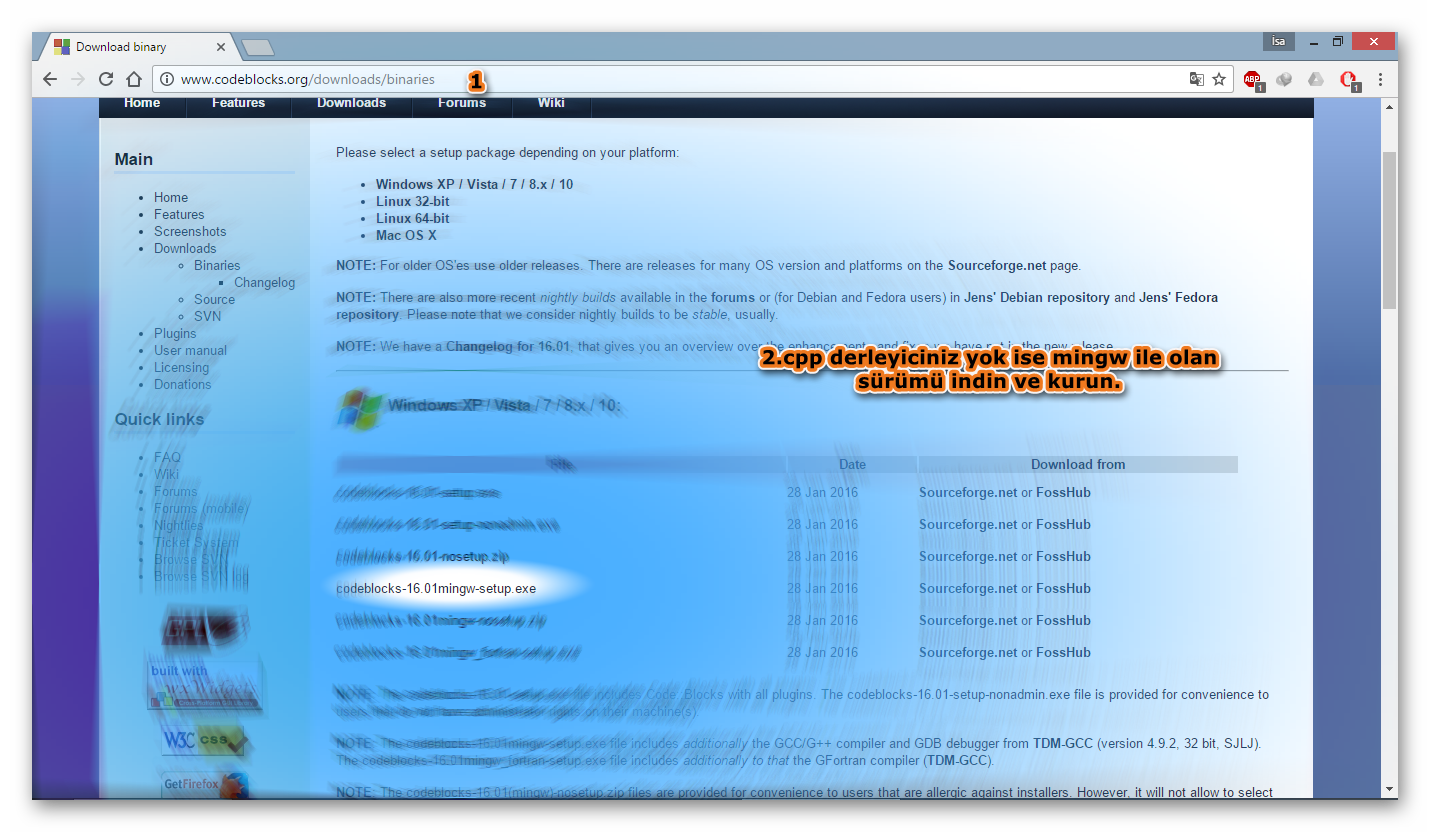 Download binary
İsa
www.codeblocks.org/downloads/binaries
1
1
1
Home Features Downloads Forums Wiki
Main
Home
Features
Screenshots
Downloads
Binaries
Changelog
Source
SVN
Plugins
User manual
Licensing
Donations
Quick links
FAQ
Wiki
Forums
Forums (mobile)
Nightlies
Ticket System
Browse SVN
Browse SVN log
built with
W3C css
GetFirefox
Please select a setup package depending on your platform:
Windows XP / Vista / 7 / 8.x / 10
Linux 32-bit
Linux 64-bit
Mac OS X
NOTE: For older OS'es use older releases. There are releases for many OS version and platforms on the Sourceforge.net page.
NOTE: There are also more recent nightly builds available in the forums or (for Debian and Fedora users) in Jens' Debian repository and Jens' Fedora
repository. Please note that we consider nightly builds to be stable, usually.
NOTE: We have a Changelog for 16.01, that gives you an overview over the enhancements and fixes we have put in the new release.
2.cpp derleyiciniz yok ise mingw ile olan
sürümü indin ve kurun.
Windows XP / Vista / 7 / 8.x / 10:
File Date Download from
codeblocks-16.01-setup.exe 28 Jan 2016 Sourceforge.net or FossHub
codeblocks-16.01-setup-nonadmin.exe 28 Jan 2016 Sourceforge.net or FossHub
codeblocks-16.01-nosetup.zip 28 Jan 2016 Sourceforge.net or FossHub
codeblocks-16.01mingw-setup.exe 28 Jan 2016 Sourceforge.net or FossHub
codeblocks-16.01mingw-nosetup.zip 28 Jan 2016 Sourceforge.net or FossHub
codeblocks-16.01mingw_fortran-setup.exe 28 Jan 2016 Sourceforge.net or FossHub
NOTE: The codeblocks-16.01-setup.exe file includes Code::Blocks with all plugins. The codeblocks-16.01-setup-nonadmin.exe file is provided for convenience to
users that do not have administrator rights on their machine(s).
NOTE: The codeblocks-16.01mingw-setup.exe file includes additionally the GCC/G++ compiler and GDB debugger from TDM-GCC (version 4.9.2, 32 bit, SJLJ).
The codeblocks-16.01mingw_fortran-setup.exe file includes additionally to that the GFortran compiler (TDM-GCC).
NOTE: The codeblocks-16.01(mingw)-nosetup.zip files are provided for convenience to users that are allergic against installers. However, it will not allow to select